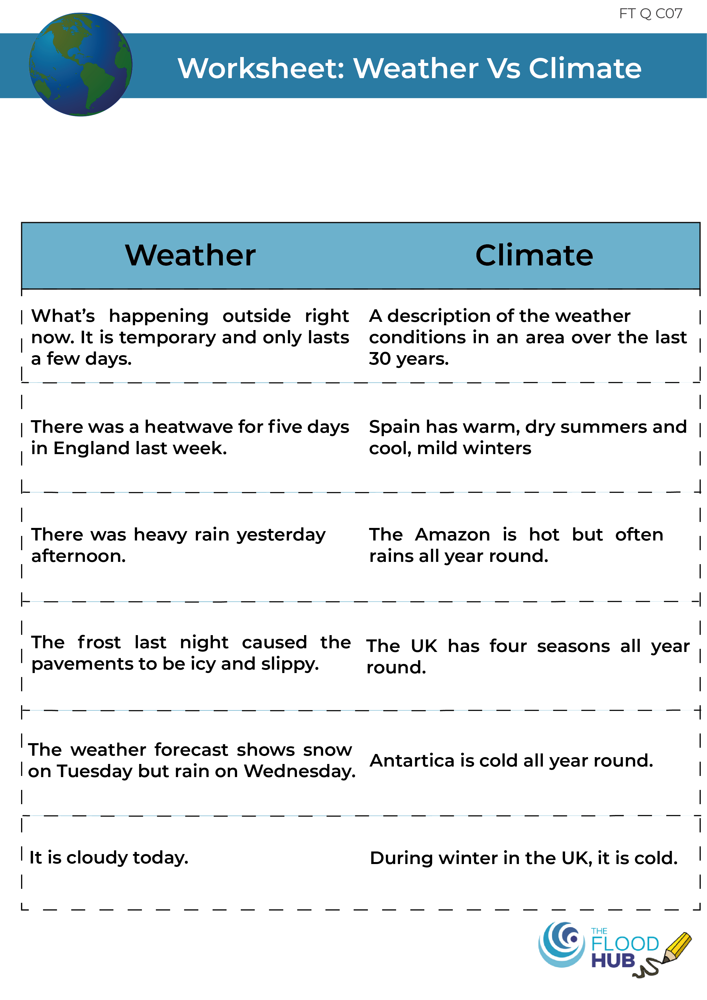 FT Q C07
Worksheet: Weather Vs Climate
Weather
Climate
What's happening outside right
now. It is temporary and only lasts
a few days.
A description of the weather
conditions in an area over the last
30 years.
There was a heatwave for five days
in England last week.
Spain has warm, dry summers and
cool, mild winters
There was heavy rain yesterday
afternoon.
The Amazon is hot but often
rains all year round.
The frost last night caused the
pavements to be icy and slippy.
The UK has four seasons all year
round.
The weather forecast shows snow
on Tuesday but rain on Wednesday.
Antartica is cold all year round.
It is cloudy today.
During winter in the UK, it is cold.
THE
FLOOD
HUB